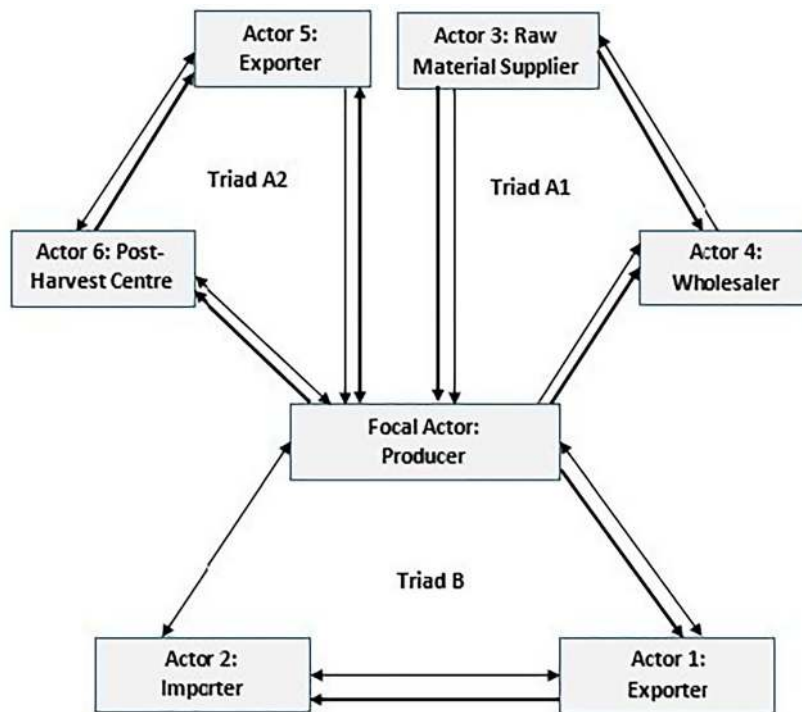 Actor 5:
Exporter
Actor 3: Raw
Material Supplier
Triad A2
Triad A1
Actor 6: Post-
Harvest Centre
Actor 4:
Wholesaler
Focal Actor:
Producer
Triad B
Actor 2:
Importer
Actor 1:
Exporter